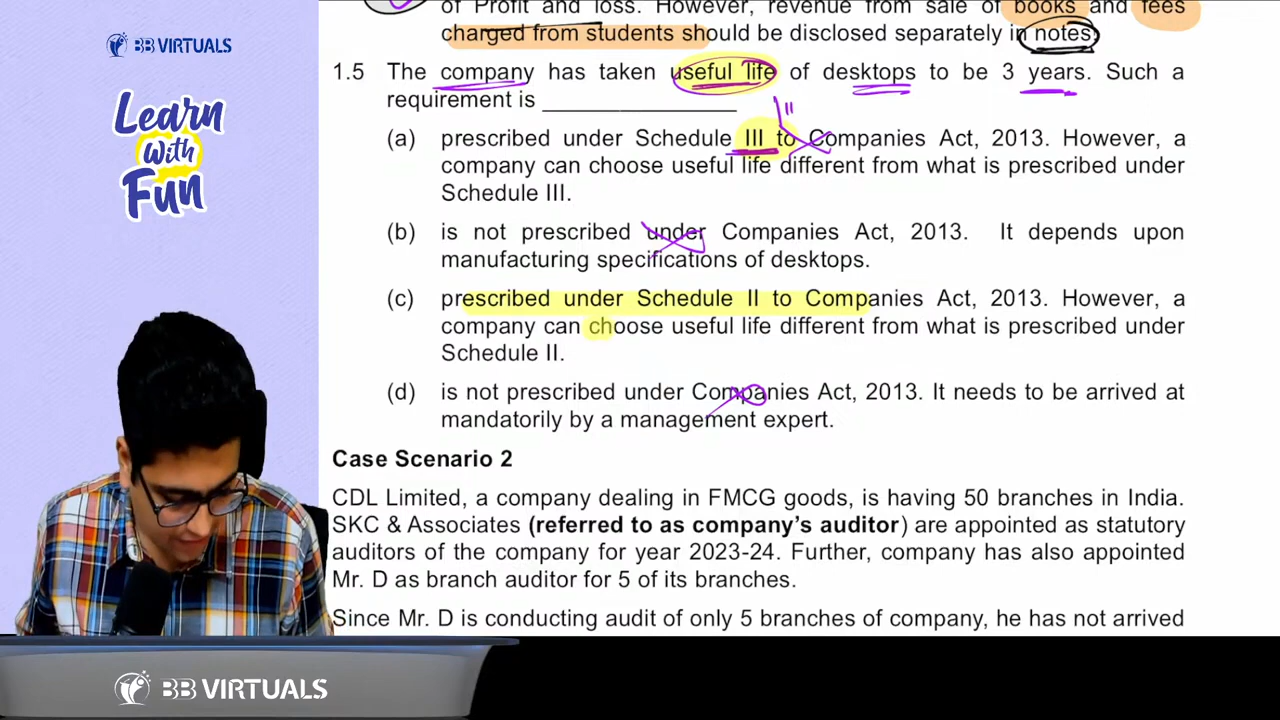 of Profit and loss. However, revenue from sale of books and fees
charged from students should be disclosed separately in notes
BB VIRTUALS
Learn
With
Fun
1.5 The company has taken useful life of desktops to be 3 years. Such a
requirement is ________________
(a) prescribed under Schedule III to Companies Act, 2013. However, a
company can choose useful life different from what is prescribed under
Schedule III.
(b) is not prescribed under Companies Act, 2013. It depends upon
manufacturing specifications of desktops.
(c) prescribed under Schedule II to Companies Act, 2013. However, a
company can choose useful life different from what is prescribed under
Schedule II.
(d) is not prescribed under Companies Act, 2013. It needs to be arrived at
mandatorily by a management expert.
Case Scenario 2
CDL Limited, a company dealing in FMCG goods, is having 50 branches in India.
SKC & Associates (referred to as company's auditor) are appointed as statutory
auditors of the company for year 2023-24. Further, company has also appointed
Mr. D as branch auditor for 5 of its branches.
Since Mr. D is conducting audit of only 5 branches of company, he has not arrived
BB VIRTUALS